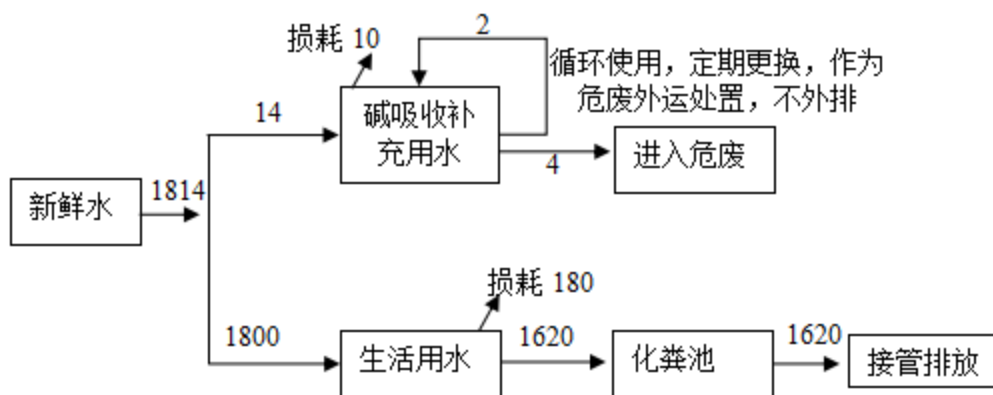 损耗 10
2
循环使用，定期更换，作为
危废外运处置，不外排
14
碱吸收补
充用水
4
进入危废
新鲜水
1814
损耗 180
1800
生活用水
1620
化粪池
1620
接管排放